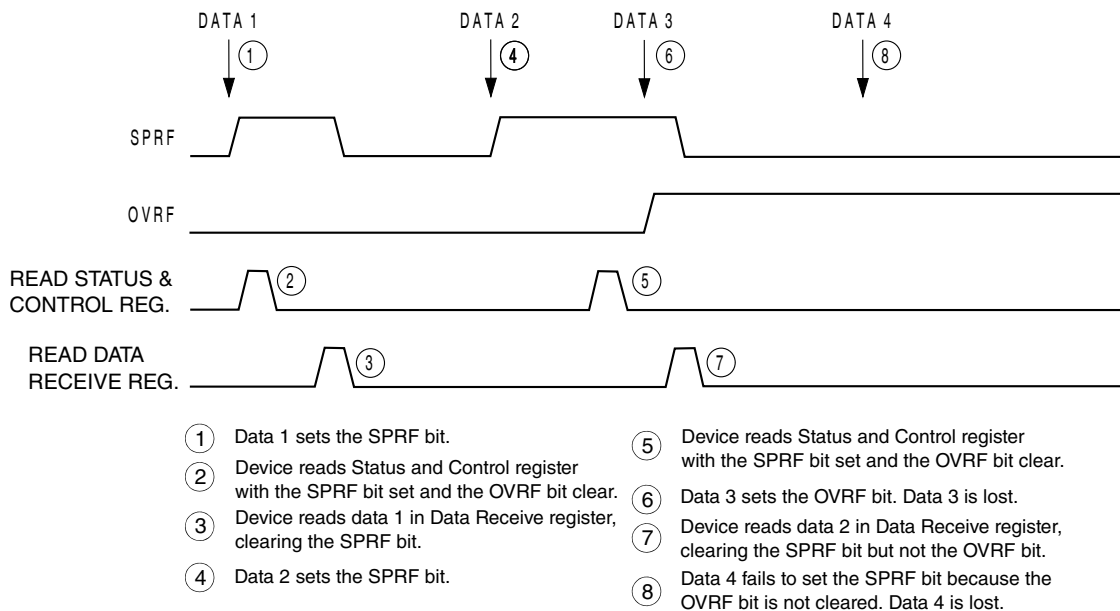 DATA 1
DATA 2
DATA 3
DATA 4
1
4
6
8
SPRF
OVRF
READ STATUS &
CONTROL REG.
2
5
READ DATA
RECEIVE REG.
3
7
1 Data 1 sets the SPRF bit.
2 Device reads Status and Control register
with the SPRF bit set and the OVRF bit clear.
3 Device reads data 1 in Data Receive register,
clearing the SPRF bit.
4 Data 2 sets the SPRF bit.
5 Device reads Status and Control register
with the SPRF bit set and the OVRF bit clear.
6 Data 3 sets the OVRF bit. Data 3 is lost.
7 Device reads data 2 in Data Receive register,
clearing the SPRF bit but not the OVRF bit.
8 Data 4 fails to set the SPRF bit because the
OVRF bit is not cleared. Data 4 is lost.